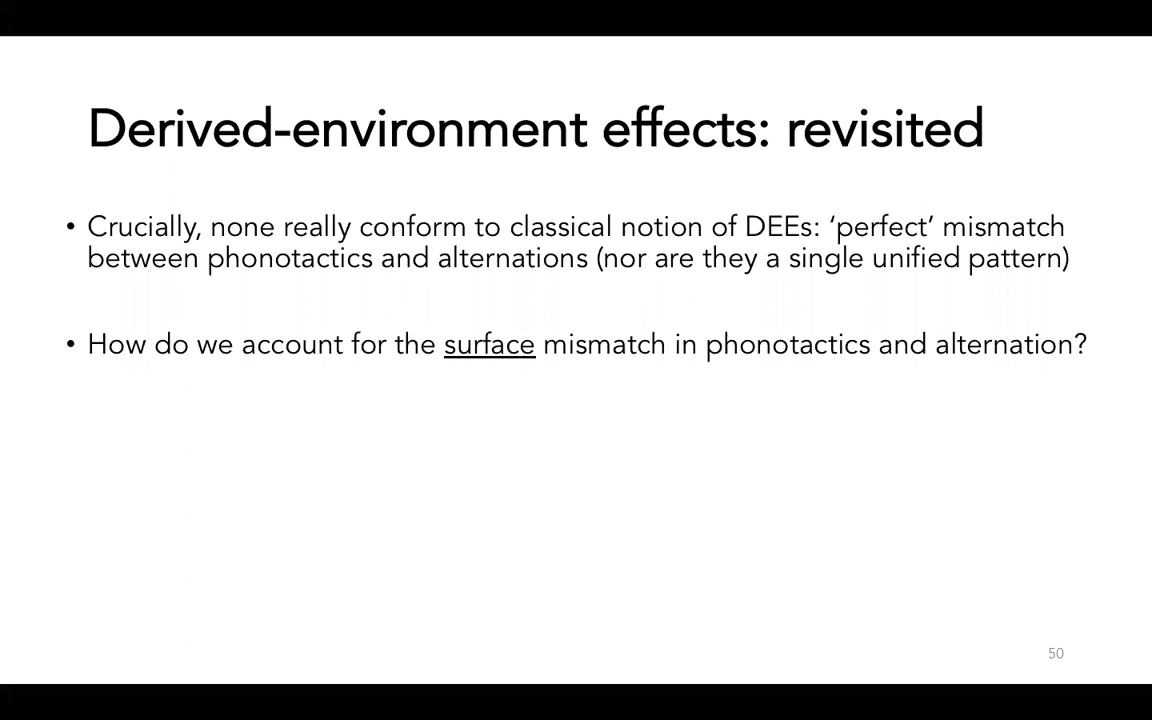 Derived-environment effects: revisited
• Crucially, none really conform to classical notion of DEEs: ‘perfect’ mismatch
between phonotactics and alternations (nor are they a single unified pattern)
• How do we account for the surface mismatch in phonotactics and alternation?
50